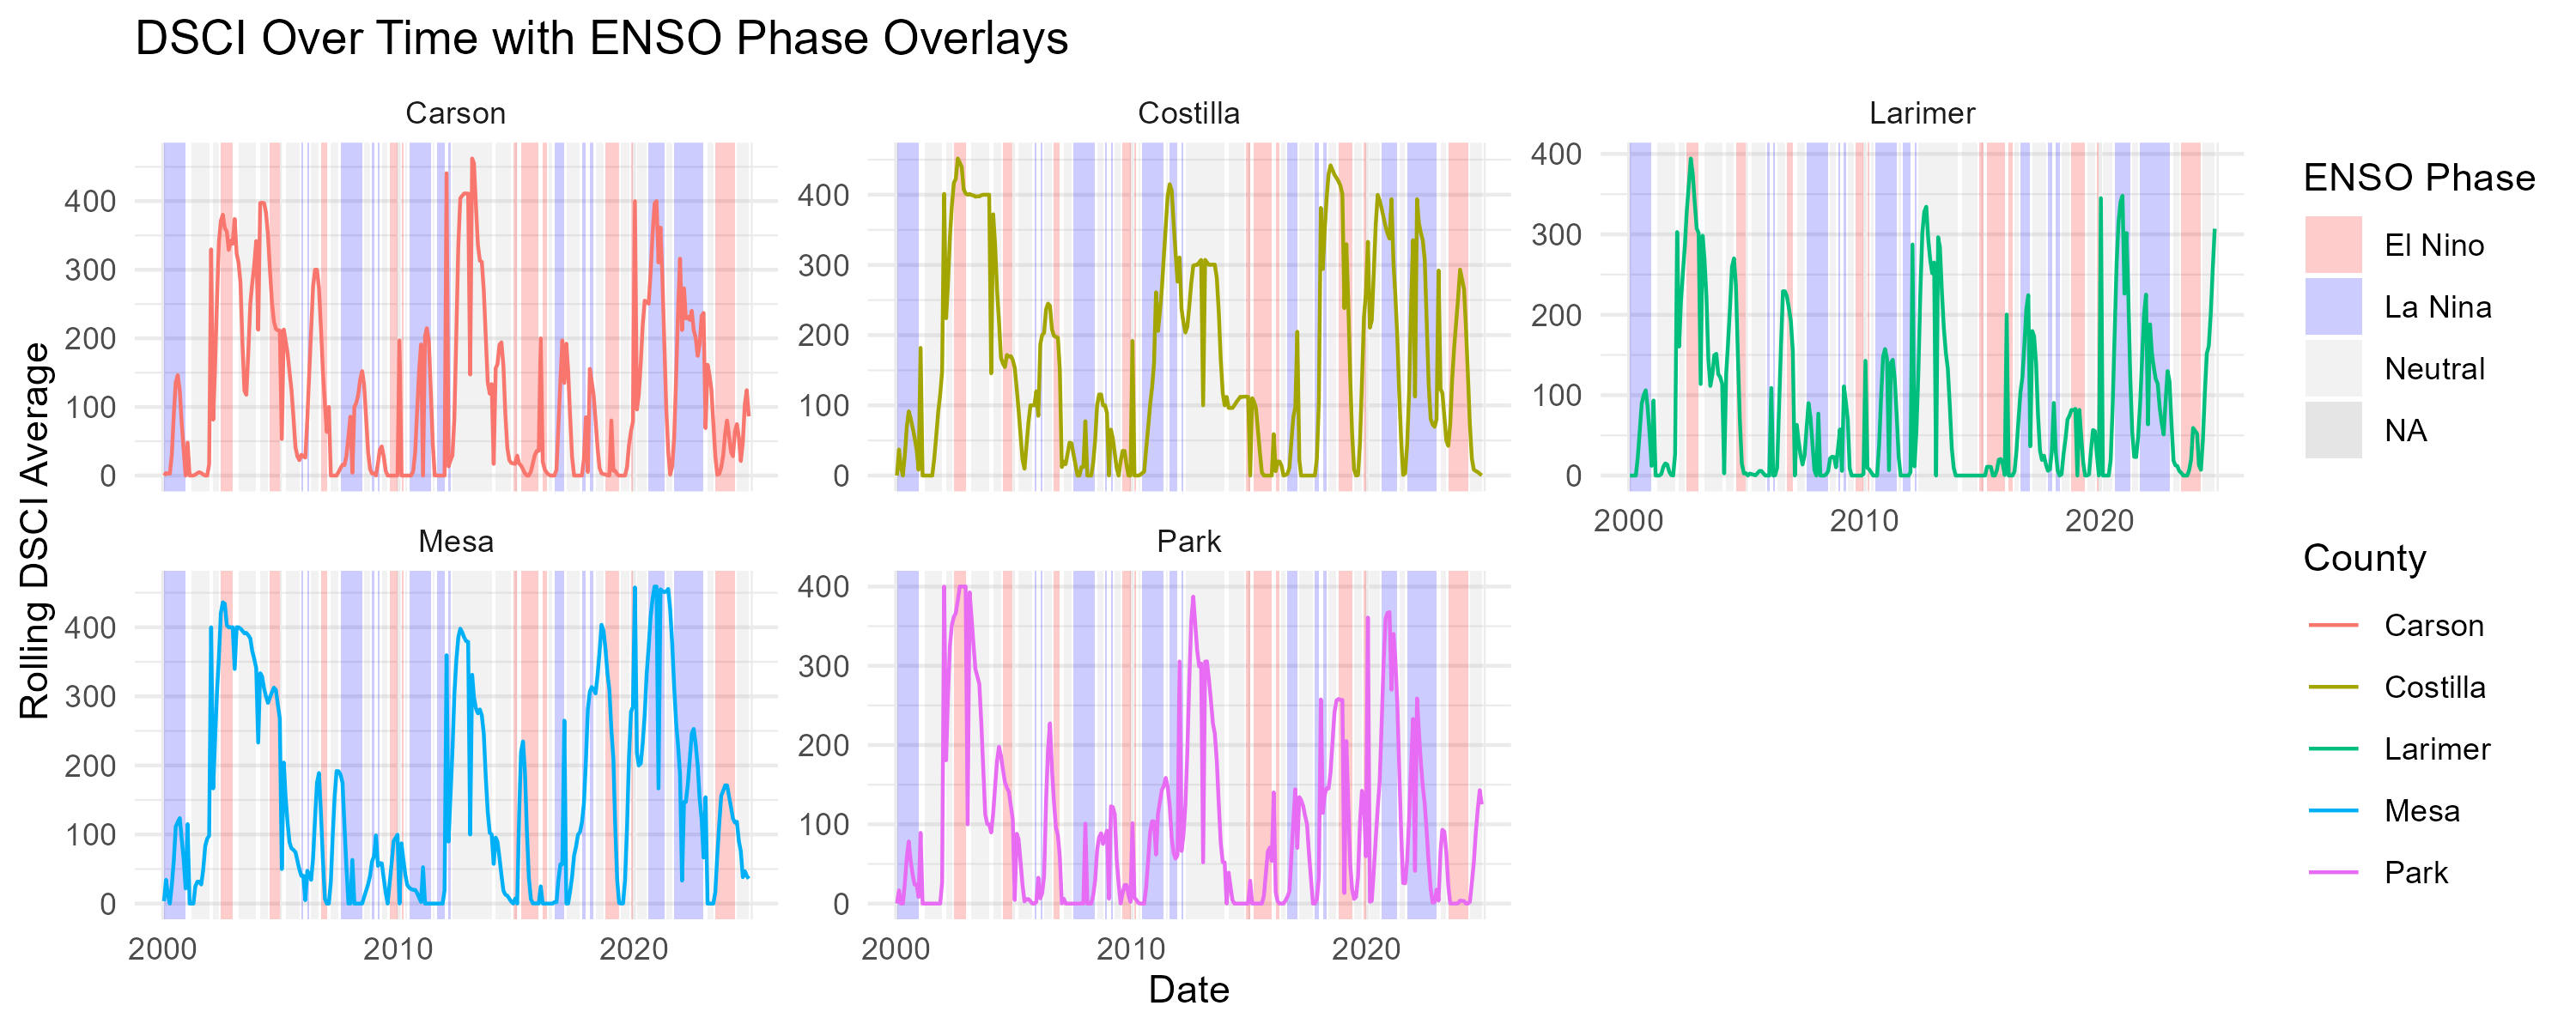 DSCI Over Time with ENSO Phase Overlays
Carson
Costilla
Larimer
400
300
200
100
0
400
300
200
100
0
400
300
200
100
0
2000
2010
2020
Mesa
Park
400
300
200
100
0
400
300
200
100
0
2000
2010
2020
2000
2010
2020
Rolling DSCI Average
Date
ENSO Phase
El Nino
La Nina
Neutral
NA
County
Carson
Costilla
Larimer
Mesa
Park